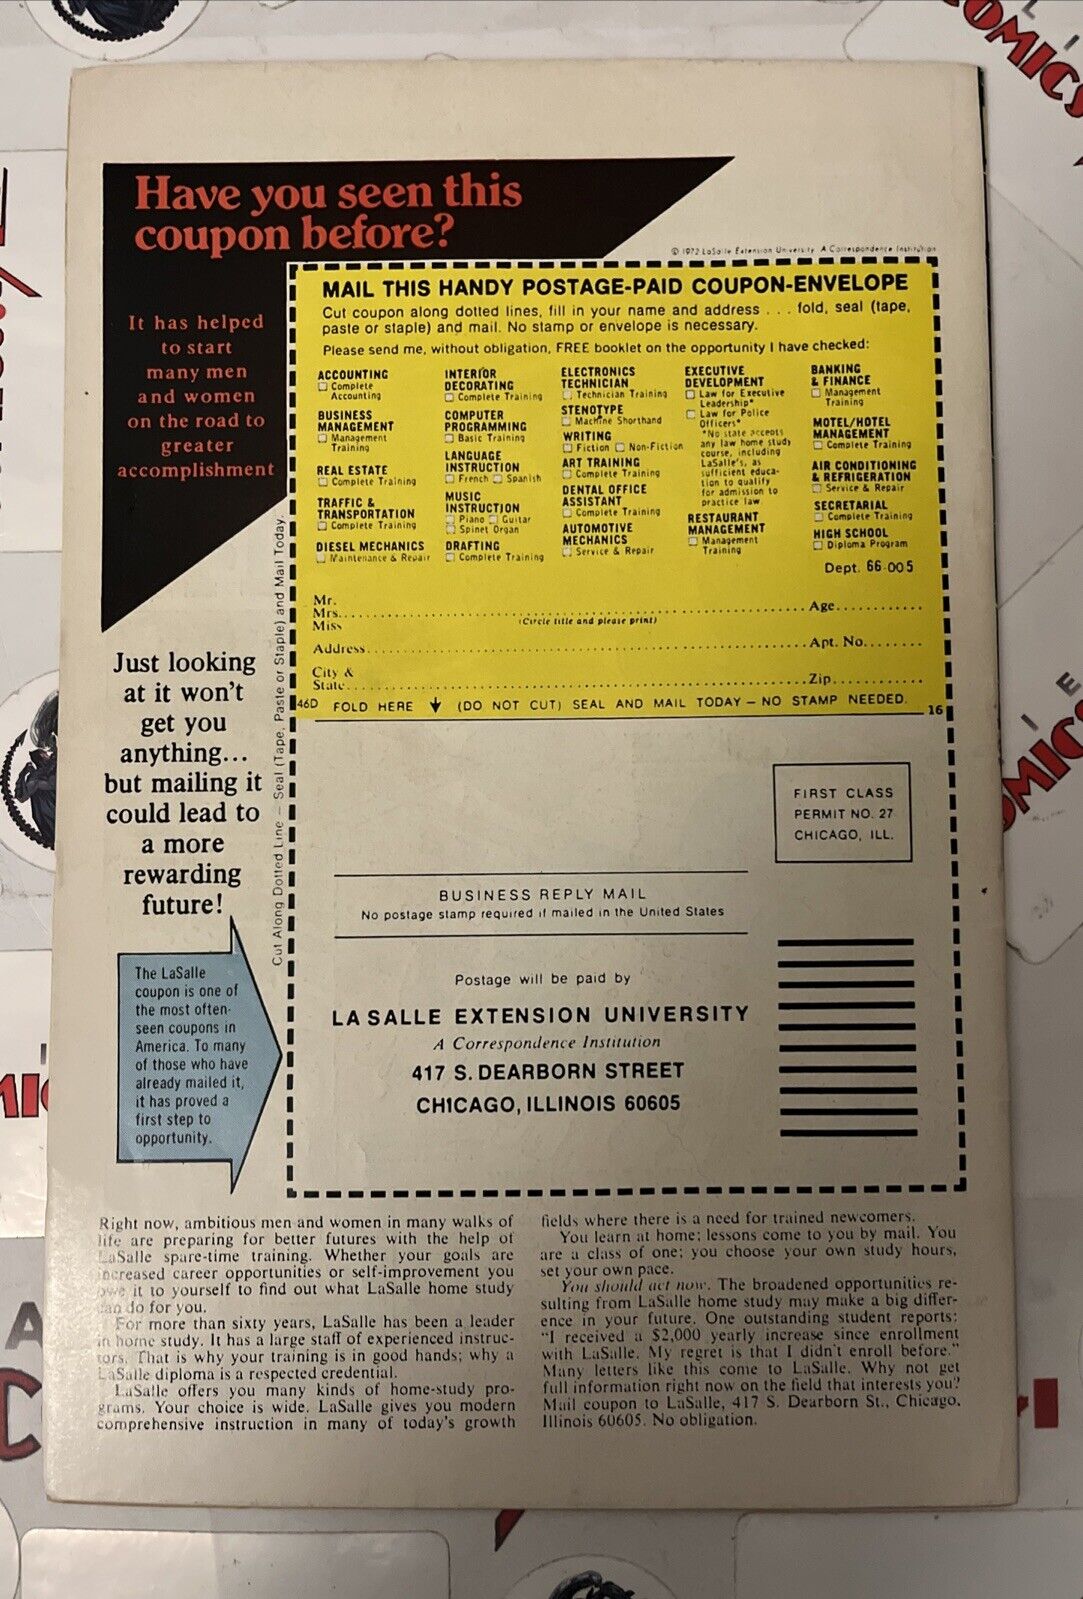 Have you seen this
coupon before?
© 1972 LaSalle Extension University A Correspondence Institution
It has helped
to start
many men
and women
on the road to
greater
accomplishment
MAIL THIS HANDY POSTAGE-PAID COUPON-ENVELOPE
Cut coupon along dotted lines, fill in your name and address . . . fold, seal (tape,
paste or staple) and mail. No stamp or envelope is necessary.
Please send me, without obligation, FREE booklet on the opportunity I have checked:
ACCOUNTING
Complete
Accounting
BUSINESS
MANAGEMENT
Management
Training
REAL ESTATE
Complete Training
TRAFFIC &
TRANSPORTATION
Complete Training
DIESEL MECHANICS
Maintenance & Repair
INTERIOR
DECORATING
Complete Training
COMPUTER
PROGRAMMING
Basic Training
LANGUAGE
INSTRUCTION
French Spanish
MUSIC
INSTRUCTION
Piano Guitar
Spinet Organ
DRAFTING
Complete Training
ELECTRONICS
TECHNICIAN
Technician Training
STENOTYPE
Machine Shorthand
WRITING
Fiction Non-Fiction
ART TRAINING
Complete Training
DENTAL OFFICE
ASSISTANT
Complete Training
AUTOMOTIVE
MECHANICS
Service & Repair
EXECUTIVE
DEVELOPMENT
Law for Executive
Leadership*
Law for Police
Officers*
*No state accepts
any law home study
course, including
LaSalle's, as
sufficient educa-
tion to qualify
for admission to
practice law.
RESTAURANT
MANAGEMENT
Management
Training
BANKING
& FINANCE
Management
Training
MOTEL/HOTEL
MANAGEMENT
Complete Training
AIR CONDITIONING
& REFRIGERATION
Service & Repair
SECRETARIAL
Complete Training
HIGH SCHOOL
Diploma Program
Dept. 66-005
Mr.
Mrs. Age
Miss (Circle title and please print)
Address Apt. No.
City &
State Zip
46D FOLD HERE ↓ (DO NOT CUT) SEAL AND MAIL TODAY — NO STAMP NEEDED. 16
Cut Along Dotted Line — Seal (Tape, Paste or Staple) and Mail Today.
Just looking
at it won't
get you
anything...
but mailing it
could lead to
a more
rewarding
future!
FIRST CLASS
PERMIT NO. 27
CHICAGO, ILL.
BUSINESS REPLY MAIL
No postage stamp required if mailed in the United States
Postage will be paid by
LA SALLE EXTENSION UNIVERSITY
A Correspondence Institution
417 S. DEARBORN STREET
CHICAGO, ILLINOIS 60605
The LaSalle
coupon is one of
the most often-
seen coupons in
America. To many
of those who have
already mailed it,
it has proved a
first step to
opportunity.
Right now, ambitious men and women in many walks of
life are preparing for better futures with the help of
LaSalle spare-time training. Whether your goals are
increased career opportunities or self-improvement you
owe it to yourself to find out what LaSalle home study
can do for you.
For more than sixty years, LaSalle has been a leader
in home study. It has a large staff of experienced instruc-
tors. That is why your training is in good hands; why a
LaSalle diploma is a respected credential.
LaSalle offers you many kinds of home-study pro-
grams. Your choice is wide. LaSalle gives you modern
comprehensive instruction in many of today's growth
fields where there is a need for trained newcomers.
You learn at home; lessons come to you by mail. You
are a class of one; you choose your own study hours,
set your own pace.
You should act now. The broadened opportunities re-
sulting from LaSalle home study may make a big differ-
ence in your future. One outstanding student reports:
"I received a $2,000 yearly increase since enrollment
with LaSalle. My regret is that I didn't enroll before."
Many letters like this come to LaSalle. Why not get
full information right now on the field that interests you?
Mail coupon to LaSalle, 417 S. Dearborn St., Chicago,
Illinois 60605. No obligation.